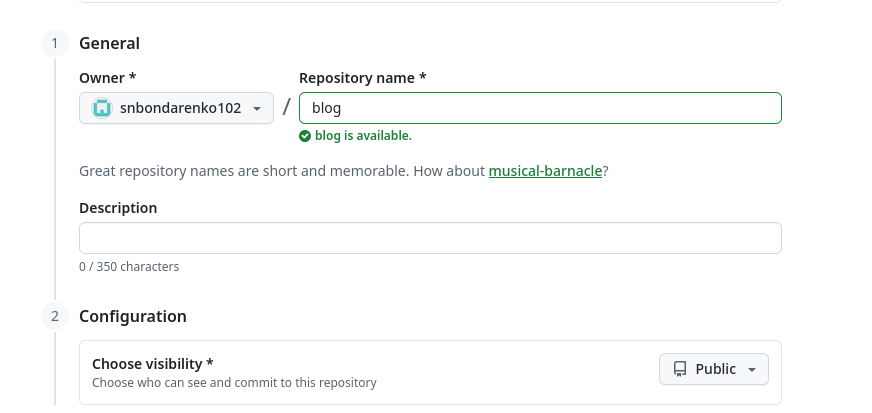 1
General
Owner *
Repository name *
snbondarenko102
/
blog
blog is available.
Great repository names are short and memorable. How about musical-barnacle?
Description
0 / 350 characters
2
Configuration
Choose visibility *
Choose who can see and commit to this repository
Public